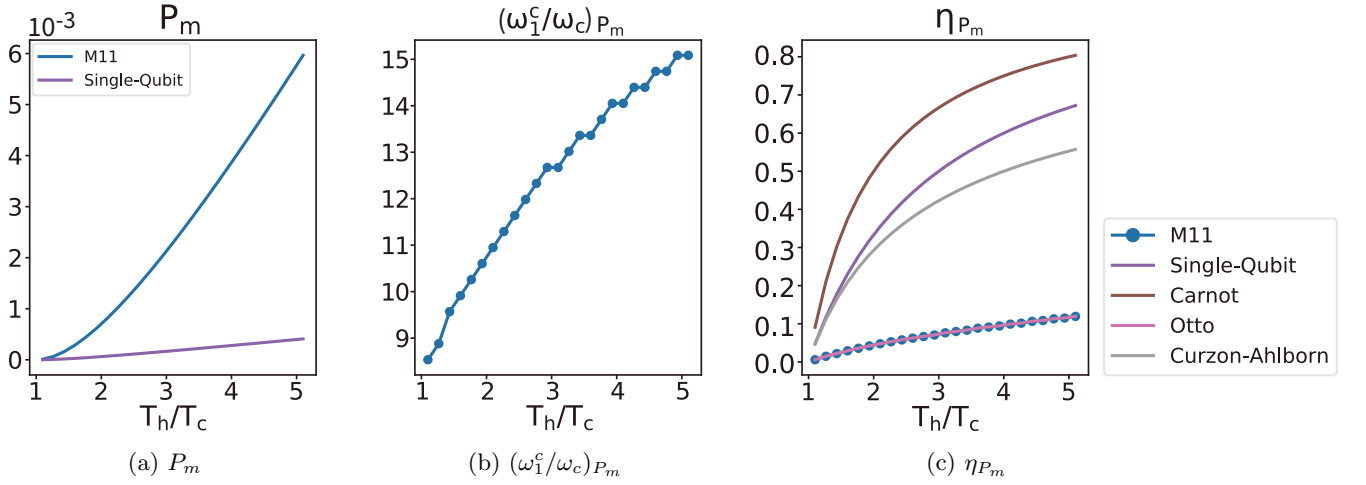 10⁻³
P_m
6
5
4
3
2
1
0
M11
Single-Qubit
1 2 3 4 5
T_h/T_c
(a) P_m
(ω₁ᶜ/ω_c)_{P_m}
15
14
13
12
11
10
9
1 2 3 4 5
T_h/T_c
(b) (ω₁ᶜ/ω_c)_{P_m}
η_{P_m}
0.8
0.7
0.6
0.5
0.4
0.3
0.2
0.1
0.0
1 2 3 4 5
T_h/T_c
(c) η_{P_m}
M11
Single-Qubit
Carnot
Otto
Curzon-Ahlborn